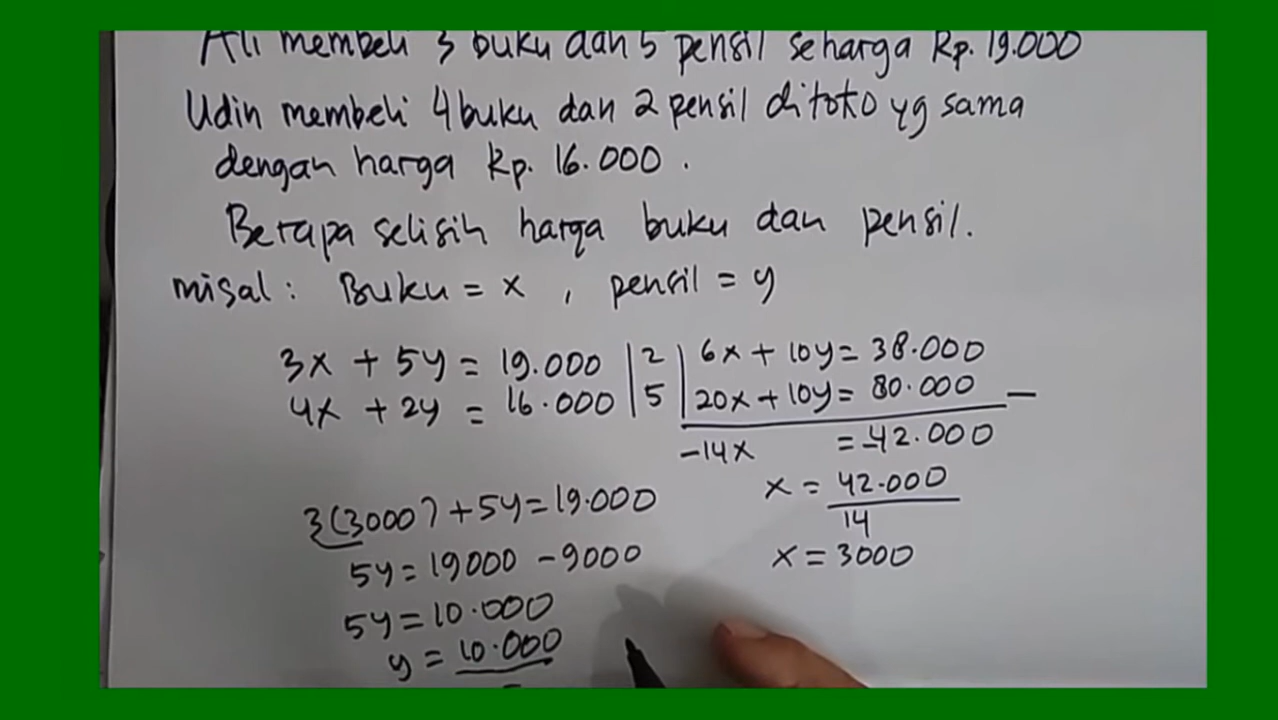 Ali membeli 3 buku dan 5 pensil seharga Rp. 19.000
Udin membeli 4 buku dan 2 pensil ditoko yg sama
dengan harga Rp. 16.000.
Berapa selisih harga buku dan pensil.
misal : Buku = x , pensil = y
3x + 5y = 19.000 | 2 | 6x + 10y = 38.000
4x + 2y = 16.000 | 5 | 20x + 10y = 80.000 −
−14x = −42.000
x = 42.000
14
x = 3000
3(3000) + 5y = 19.000
5y = 19000 − 9000
5y = 10.000
y = 10.000